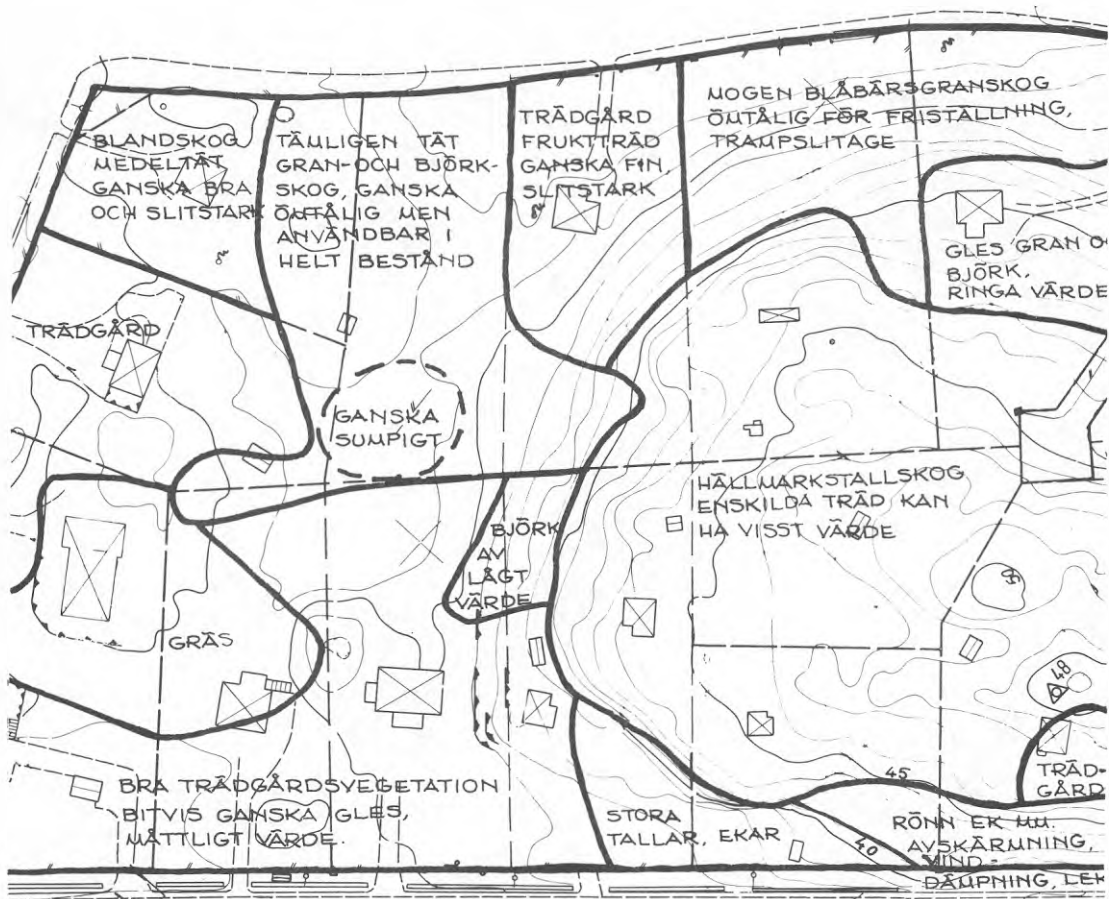 BLANDSKOG
MEDELTÄT
GANSKA BRA
OCH SLITSTARK
TÄMLIGEN TÄT
GRAN- OCH BJÖRK-
SKOG, GANSKA
ÖMTÅLIG MEN
ANVÄNDBAR I
HELT BESTÅND
TRÄDGÅRD
FRUKTTRÄD
GANSKA FIN,
SLITSTARK
MOGEN BLÅBÄRSGRANSKOG
ÖMTÅLIG FÖR FRISTÄLLNING,
TRAMPSLITAGE
GLES GRAN O
BJÖRK,
RINGA VÄRDE
TRÄDGÅRD
GANSKA
SUMPIGT
HÄLLMARKSTALLSKOG
ENSKILDA TRÄD KAN
HA VISST VÄRDE
BJÖRK
AV
LÅGT
VÄRDE
GRÄS
48
TRÄD-
GÅRD
BRA TRÄDGÅRDSVEGETATION
BITVIS GANSKA GLES,
MÅTTLIGT VÄRDE.
STORA
TALLAR, EKAR
45
40
RÖNN EK MM.
AVSKÄRMNING,
VIND-
DÄMPNING, LEK